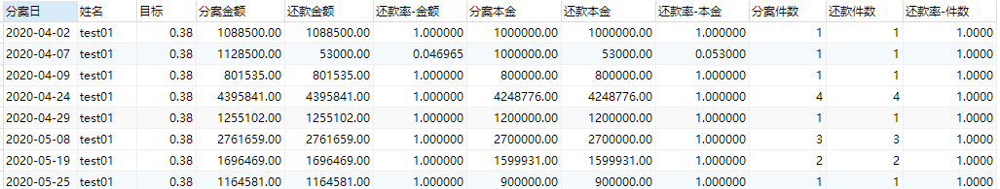 分案日 姓名 目标 分案金额 还款金额 还款率-金额 分案本金 还款本金 还款率-本金 分案件数 还款件数 还款率-件数
2020-04-02 test01 0.38 1088500.00 1088500.00 1.000000 1000000.00 1000000.00 1.000000 1 1 1.0000
2020-04-07 test01 0.38 1128500.00 53000.00 0.046965 1000000.00 53000.00 0.053000 1 1 1.0000
2020-04-09 test01 0.38 801535.00 801535.00 1.000000 800000.00 800000.00 1.000000 1 1 1.0000
2020-04-24 test01 0.38 4395841.00 4395841.00 1.000000 4248776.00 4248776.00 1.000000 4 4 1.0000
2020-04-29 test01 0.38 1255102.00 1255102.00 1.000000 1200000.00 1200000.00 1.000000 1 1 1.0000
2020-05-08 test01 0.38 2761659.00 2761659.00 1.000000 2700000.00 2700000.00 1.000000 3 3 1.0000
2020-05-19 test01 0.38 1696469.00 1696469.00 1.000000 1599931.00 1599931.00 1.000000 2 2 1.0000
2020-05-25 test01 0.38 1164581.00 1164581.00 1.000000 900000.00 900000.00 1.000000 1 1 1.0000